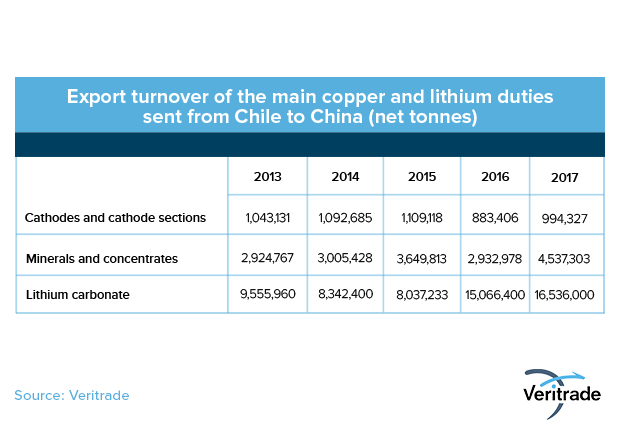 Export turnover of the main copper and lithium duties
sent from Chile to China (net tonnes)
2013 2014 2015 2016 2017
Cathodes and cathode sections 1,043,131 1,092,685 1,109,118 883,406 994,327
Minerals and concentrates 2,924,767 3,005,428 3,649,813 2,932,978 4,537,303
Lithium carbonate 9,555,960 8,342,400 8,037,233 15,066,400 16,536,000
Source: Veritrade
Veritrade